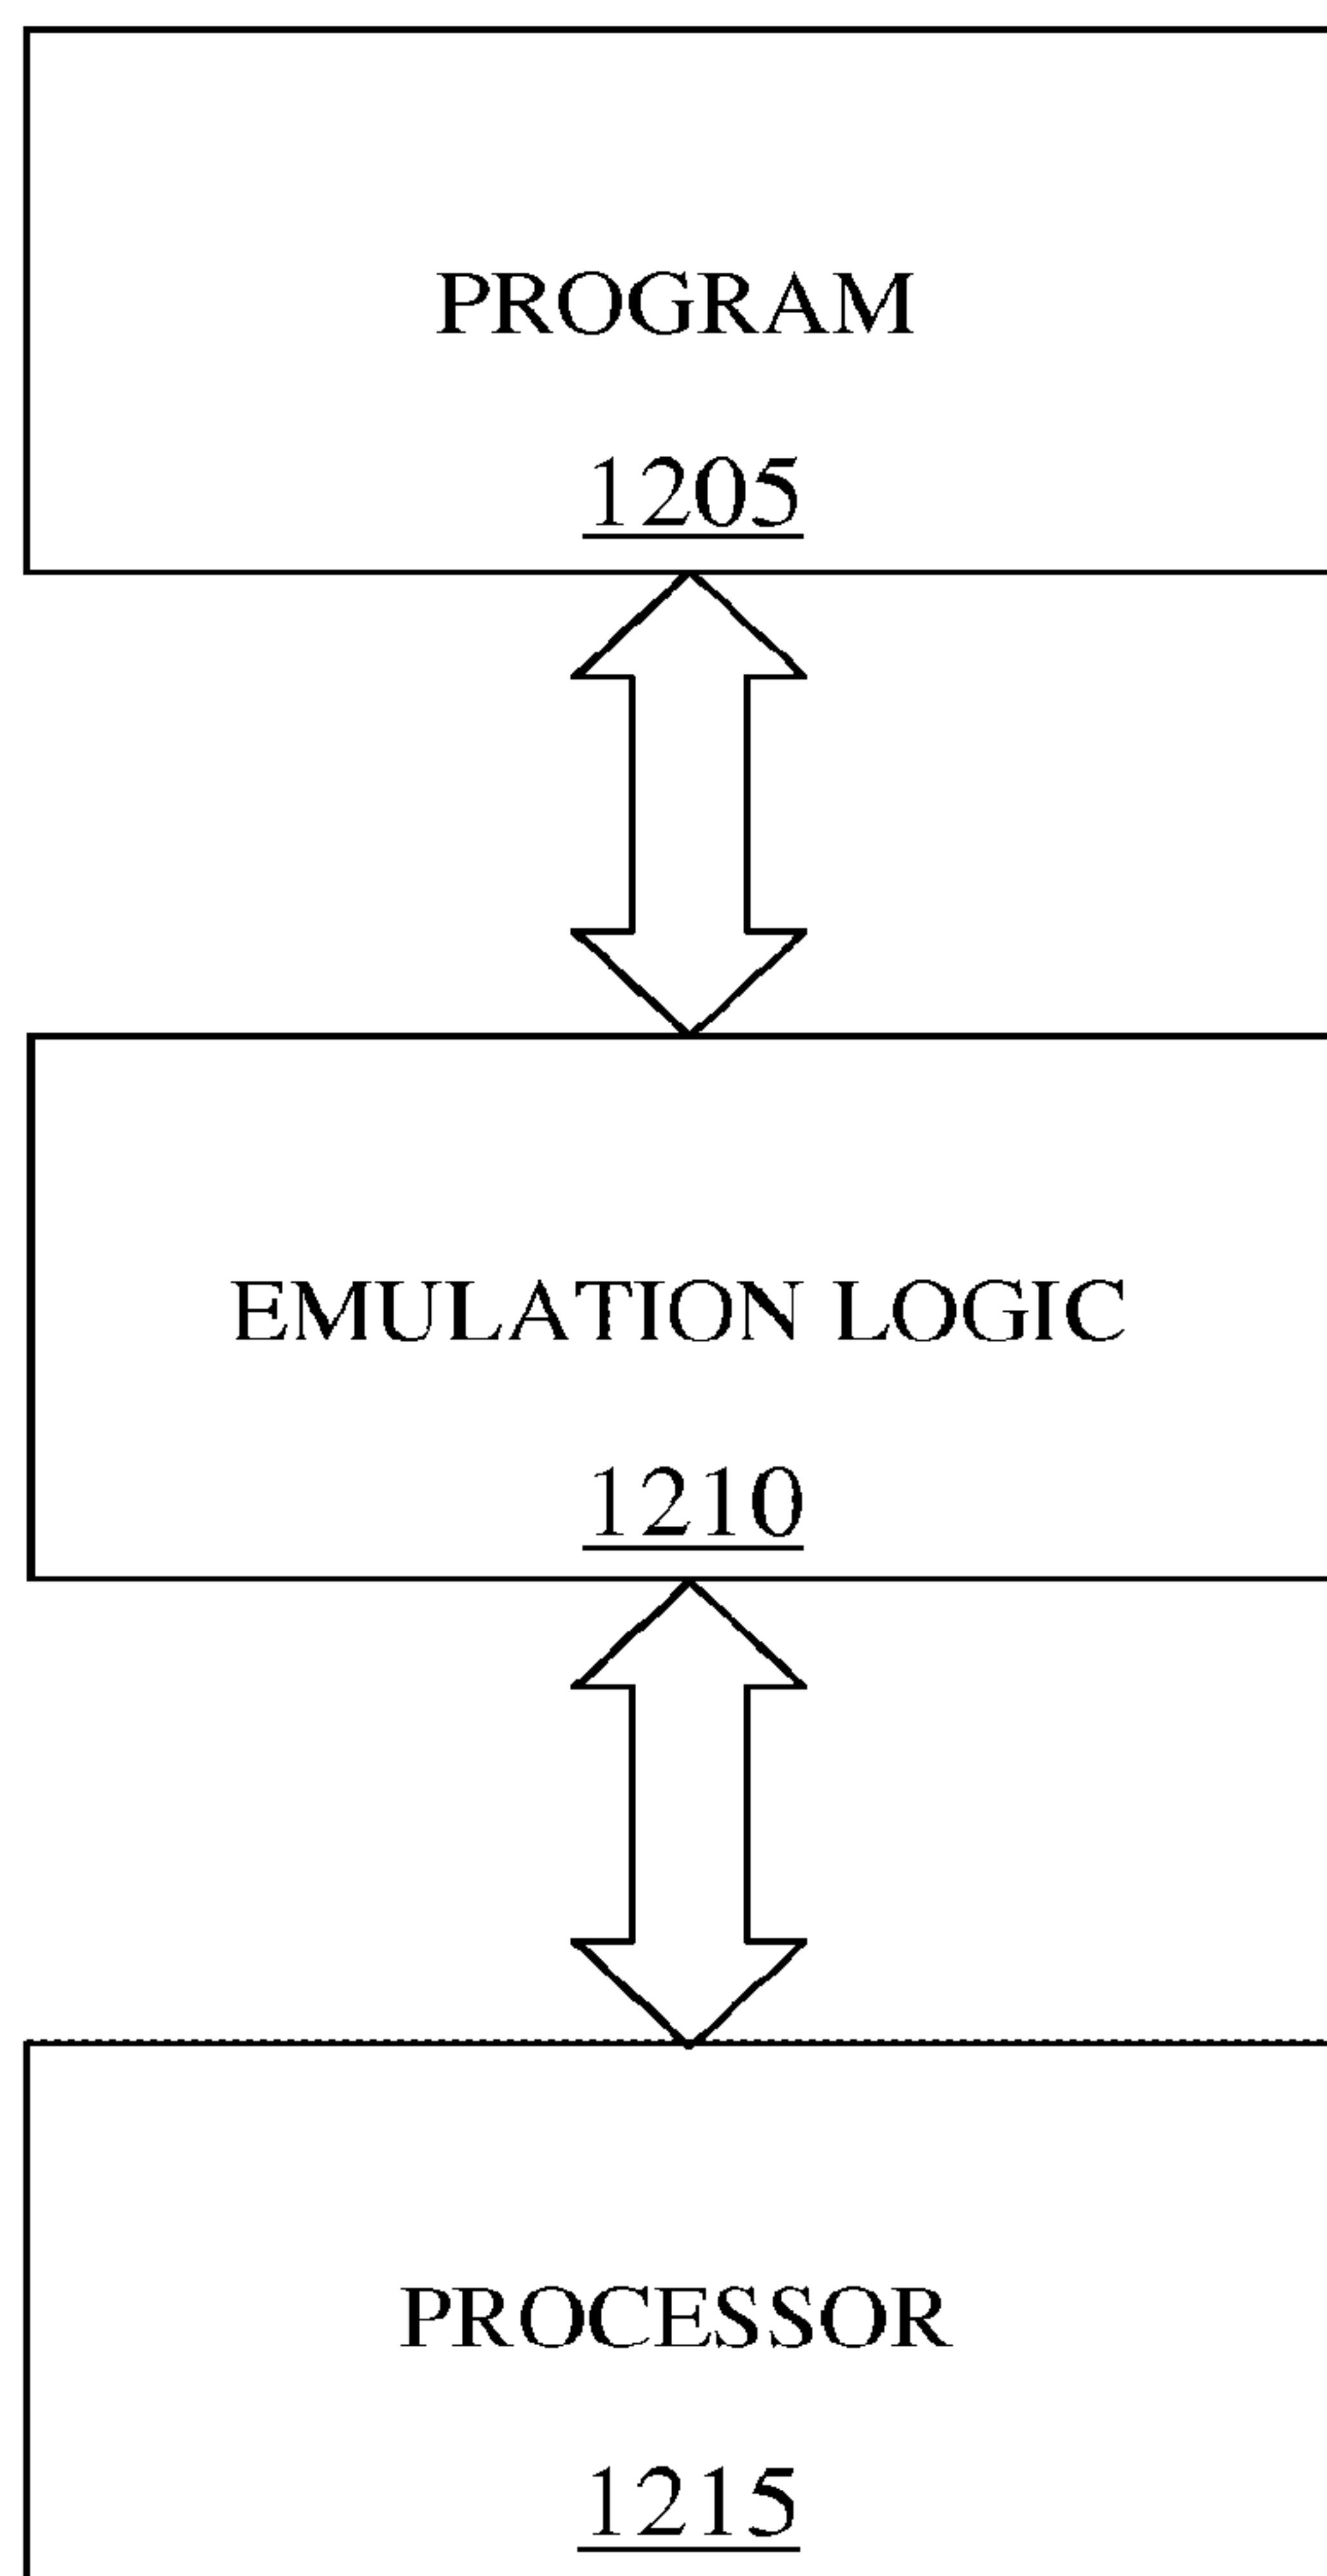 PROGRAM
1205
EMULATION LOGIC
1210
PROCESSOR
1215